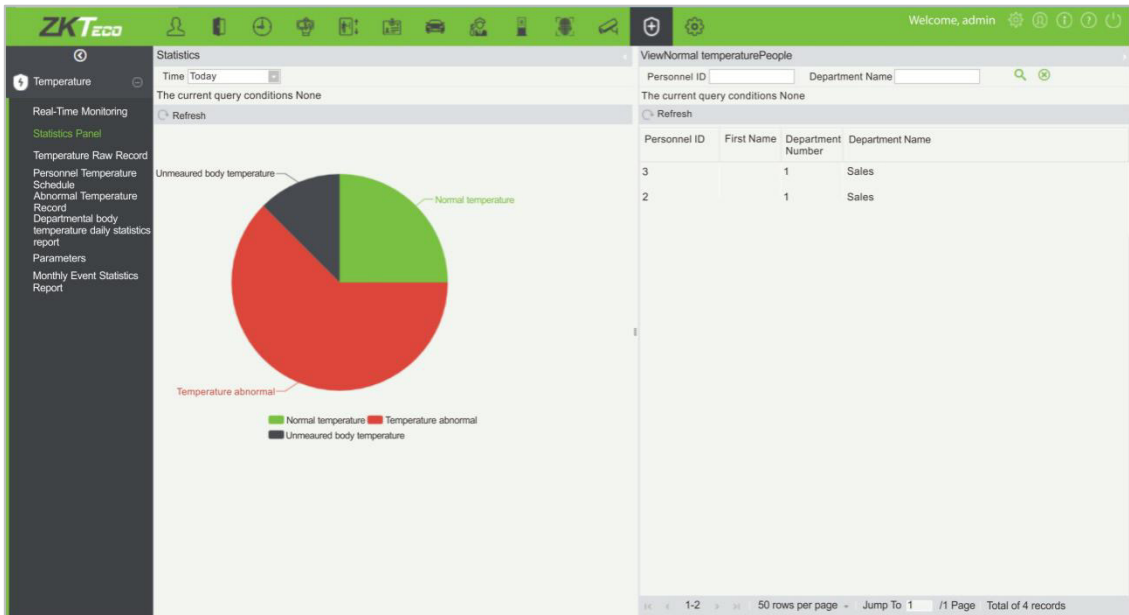 ZKTeco
Welcome, admin
Temperature
Real-Time Monitoring
Statistics Panel
Temperature Raw Record
Personnel Temperature
Schedule
Abnormal Temperature
Record
Departmental body
temperature daily statistics
report
Parameters
Monthly Event Statistics
Report
Statistics
Time Today
The current query conditions None
Refresh
Unmeaured body temperature
Normal temperature
Temperature abnormal
Normal temperature Temperature abnormal
Unmeaured body temperature
ViewNormal temperaturePeople
Personnel ID Department Name
The current query conditions None
Refresh
Personnel ID First Name Department Department Name
Number
3 1 Sales
2 1 Sales
1-2 50 rows per page Jump To 1 /1 Page Total of 4 records